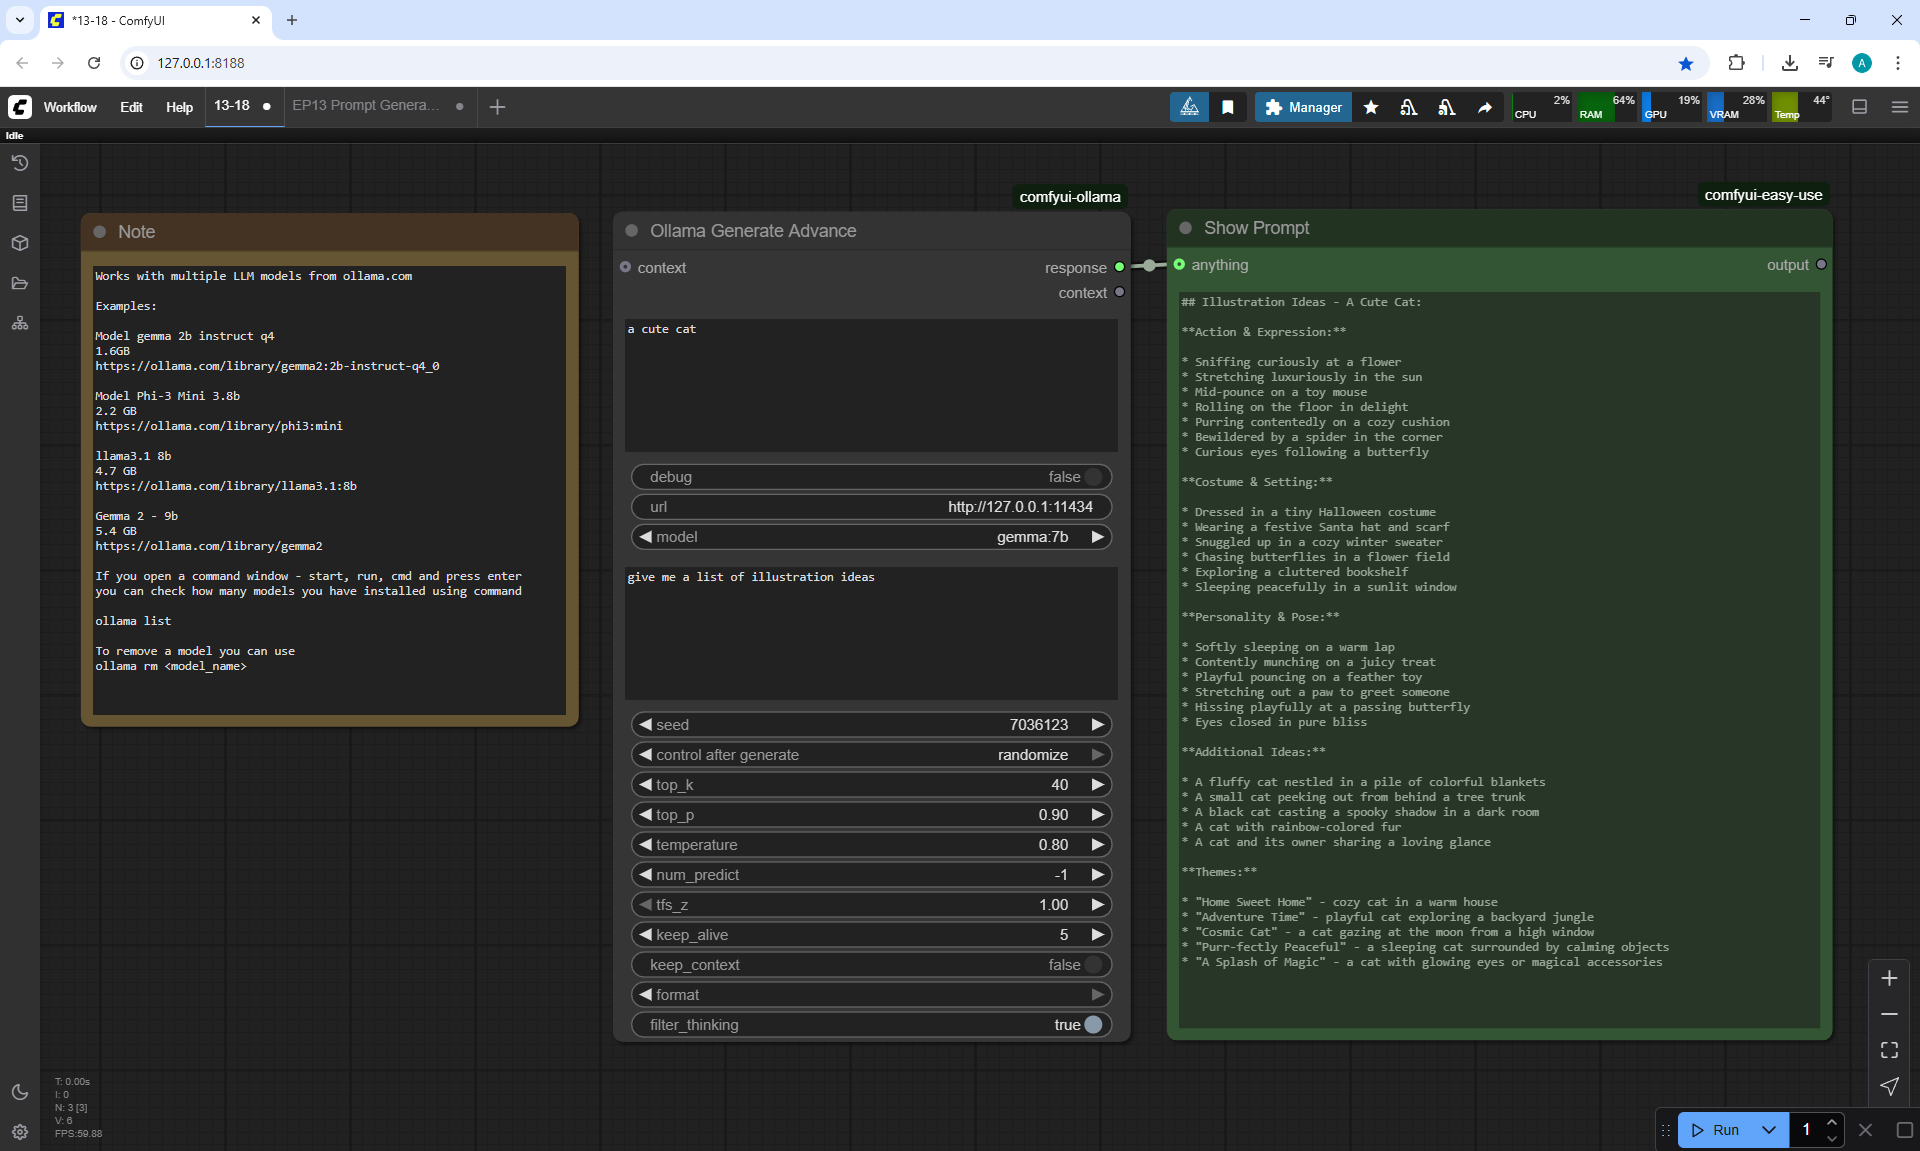 *13-18 - ComfyUI
127.0.0.1:8188
A
Workflow
Edit
Help
13-18
EP13 Prompt Genera...
Manager
CPU
2%
RAM
64%
GPU
19%
VRAM
28%
Temp
44°
Idle
Note
Works with multiple LLM models from ollama.com
Examples:
Model gemma 2b instruct q4
1.6GB
https://ollama.com/library/gemma2:2b-instruct-q4_0
Model Phi-3 Mini 3.8b
2.2 GB
https://ollama.com/library/phi3:mini
llama3.1 8b
4.7 GB
https://ollama.com/library/llama3.1:8b
Gemma 2 - 9b
5.4 GB
https://ollama.com/library/gemma2
If you open a command window - start, run, cmd and press enter
you can check how many models you have installed using command
ollama list
To remove a model you can use
ollama rm <model_name>
comfyui-ollama
Ollama Generate Advance
context
response
context
a cute cat
debug false
url http://127.0.0.1:11434
model gemma:7b
give me a list of illustration ideas
seed 7036123
control after generate randomize
top_k 40
top_p 0.90
temperature 0.80
num_predict -1
tfs_z 1.00
keep_alive 5
keep_context false
format
filter_thinking true
comfyui-easy-use
Show Prompt
anything
output
## Illustration Ideas - A Cute Cat:
**Action & Expression:**
* Sniffing curiously at a flower
* Stretching luxuriously in the sun
* Mid-pounce on a toy mouse
* Rolling on the floor in delight
* Purring contentedly on a cozy cushion
* Bewildered by a spider in the corner
* Curious eyes following a butterfly
**Costume & Setting:**
* Dressed in a tiny Halloween costume
* Wearing a festive Santa hat and scarf
* Snuggled up in a cozy winter sweater
* Chasing butterflies in a flower field
* Exploring a cluttered bookshelf
* Sleeping peacefully in a sunlit window
**Personality & Pose:**
* Softly sleeping on a warm lap
* Contently munching on a juicy treat
* Playful pouncing on a feather toy
* Stretching out a paw to greet someone
* Hissing playfully at a passing butterfly
* Eyes closed in pure bliss
**Additional Ideas:**
* A fluffy cat nestled in a pile of colorful blankets
* A small cat peeking out from behind a tree trunk
* A black cat casting a spooky shadow in a dark room
* A cat with rainbow-colored fur
* A cat and its owner sharing a loving glance
**Themes:**
* "Home Sweet Home" - cozy cat in a warm house
* "Adventure Time" - playful cat exploring a backyard jungle
* "Cosmic Cat" - a cat gazing at the moon from a high window
* "Purr-fectly Peaceful" - a sleeping cat surrounded by calming objects
* "A Splash of Magic" - a cat with glowing eyes or magical accessories
T: 0.00s
I: 0
N: 3 [3]
V: 6
FPS:59.88
Run
1